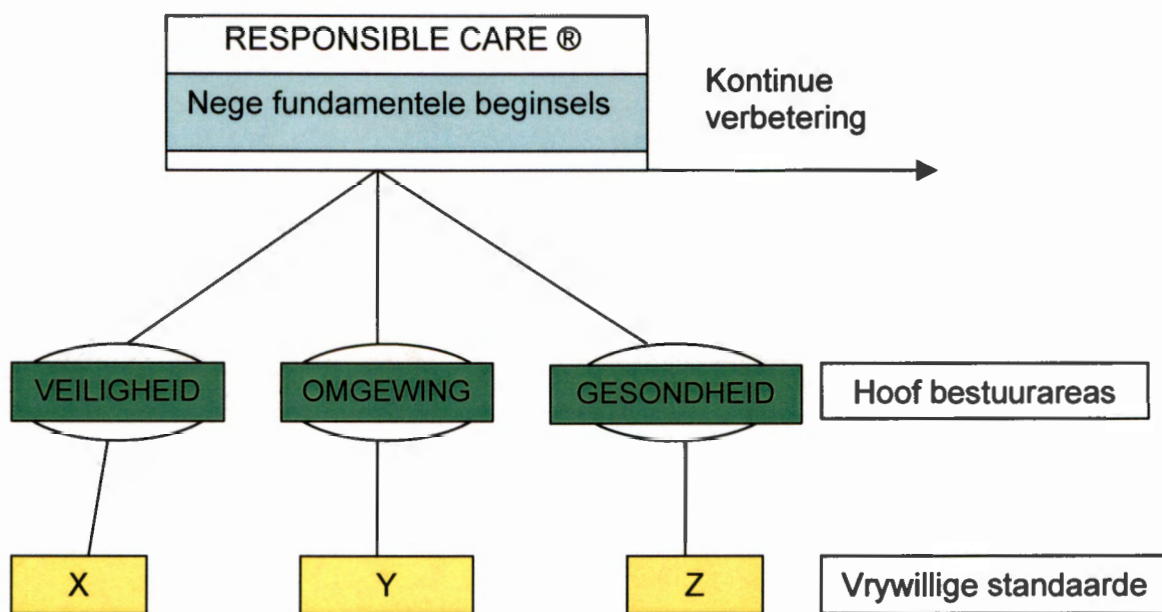 RESPONSIBLE CARE ®
Nege fundamentele beginsels
Kontinue
verbetering
VEILIGHEID
OMGEWING
GESONDHEID
Hoof bestuurareas
X
Y
Z
Vrywillige standaarde